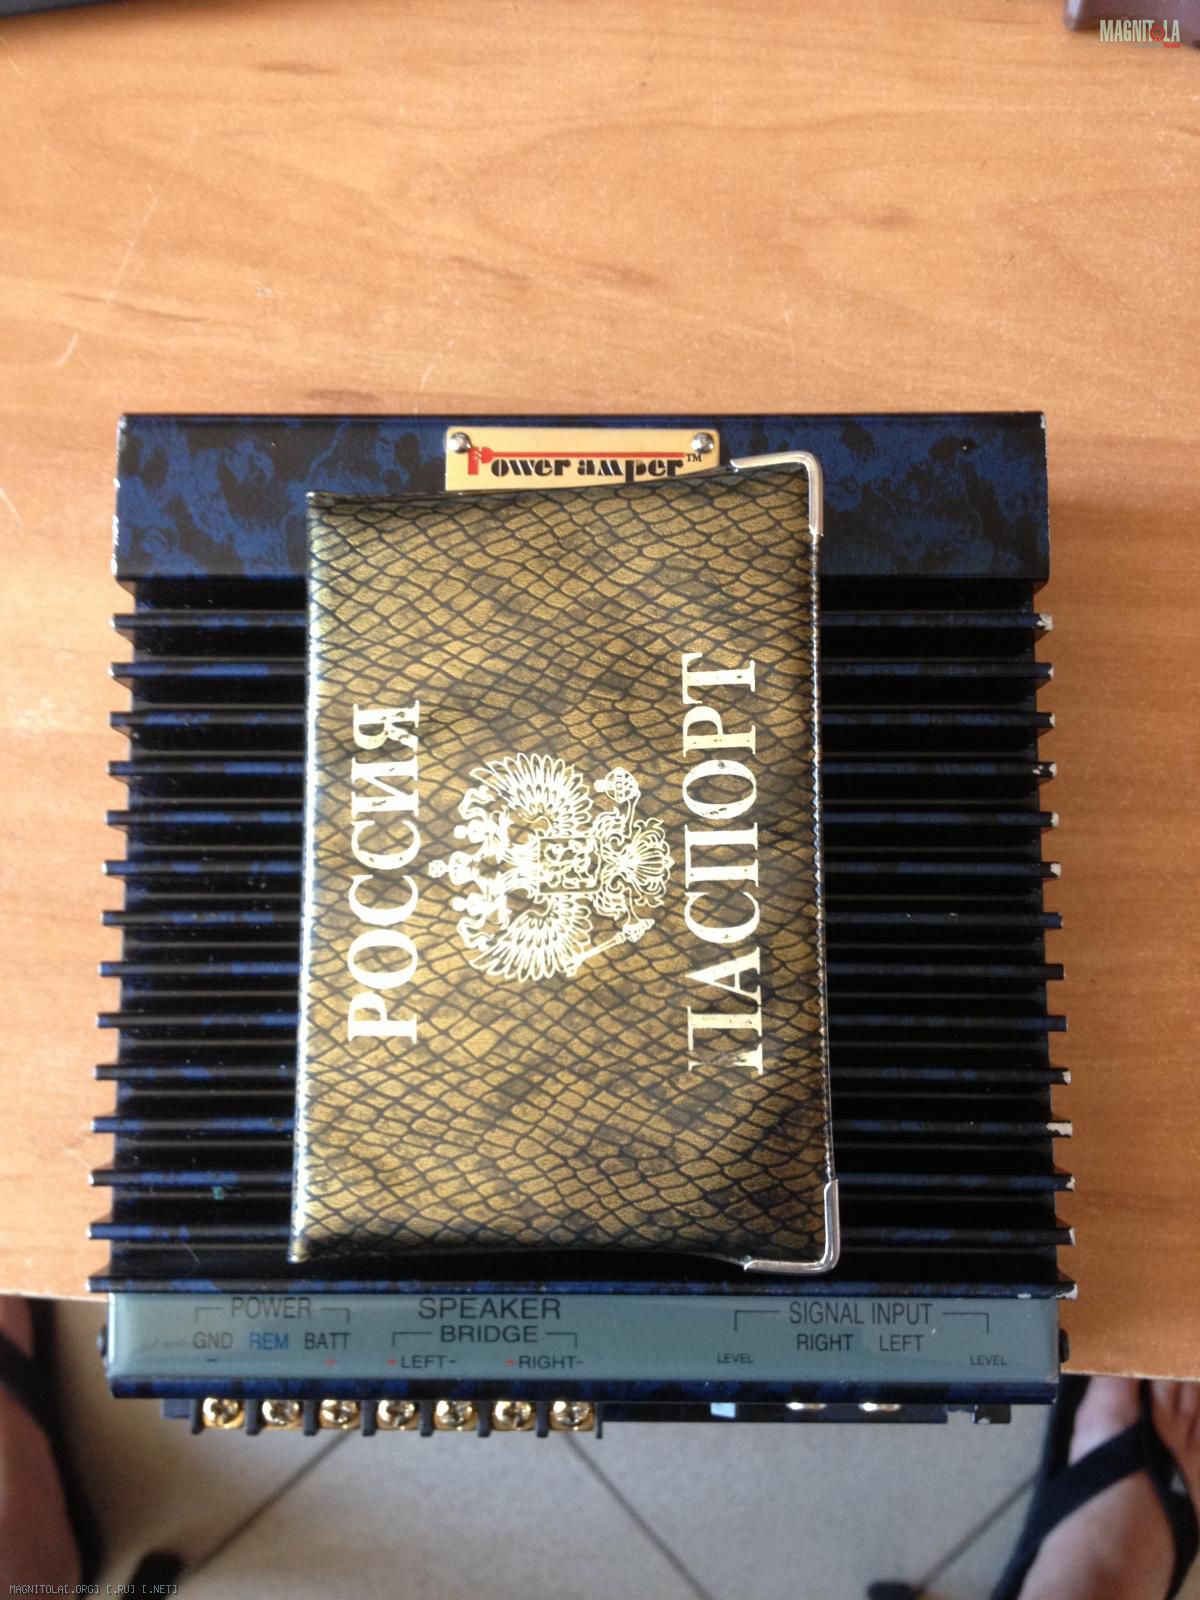 MAGNITOLA
Team
Power amper™
РОССИЯ
ПАСПОРТ
POWER
GND REM BATT
- +
SPEAKER
BRIDGE
+LEFT- +RIGHT-
SIGNAL INPUT
RIGHT LEFT
LEVEL LEVEL
MAGNITOLA[.ORG] [.RU] [.NET]